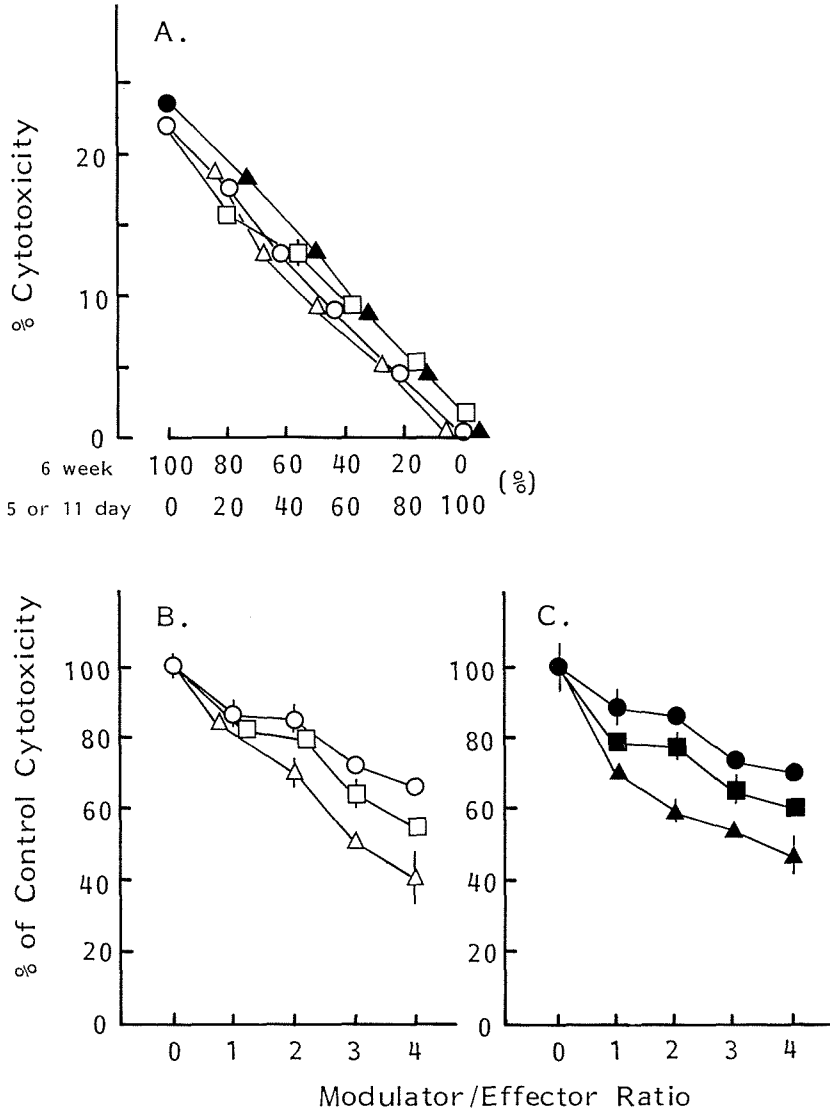 A.
% Cytotoxicity
20
10
0
6 week 100 80 60 40 20 0
(%)
5 or 11 day 0 20 40 60 80 100
B.
% of Control Cytotoxicity
100
80
60
40
20
0
0 1 2 3 4
C.
100
80
60
40
20
0
0 1 2 3 4
Modulator/Effector Ratio